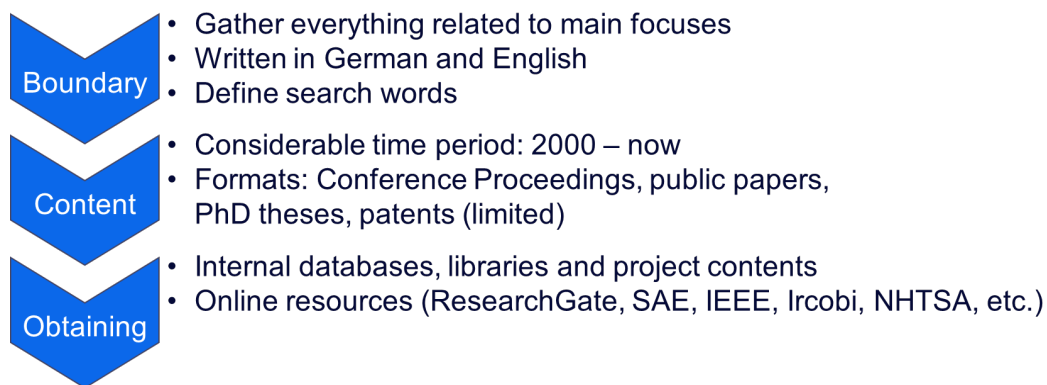 Boundary
• Gather everything related to main focuses
• Written in German and English
• Define search words
Content
• Considerable time period: 2000 – now
• Formats: Conference Proceedings, public papers,
PhD theses, patents (limited)
Obtaining
• Internal databases, libraries and project contents
• Online resources (ResearchGate, SAE, IEEE, Ircobi, NHTSA, etc.)